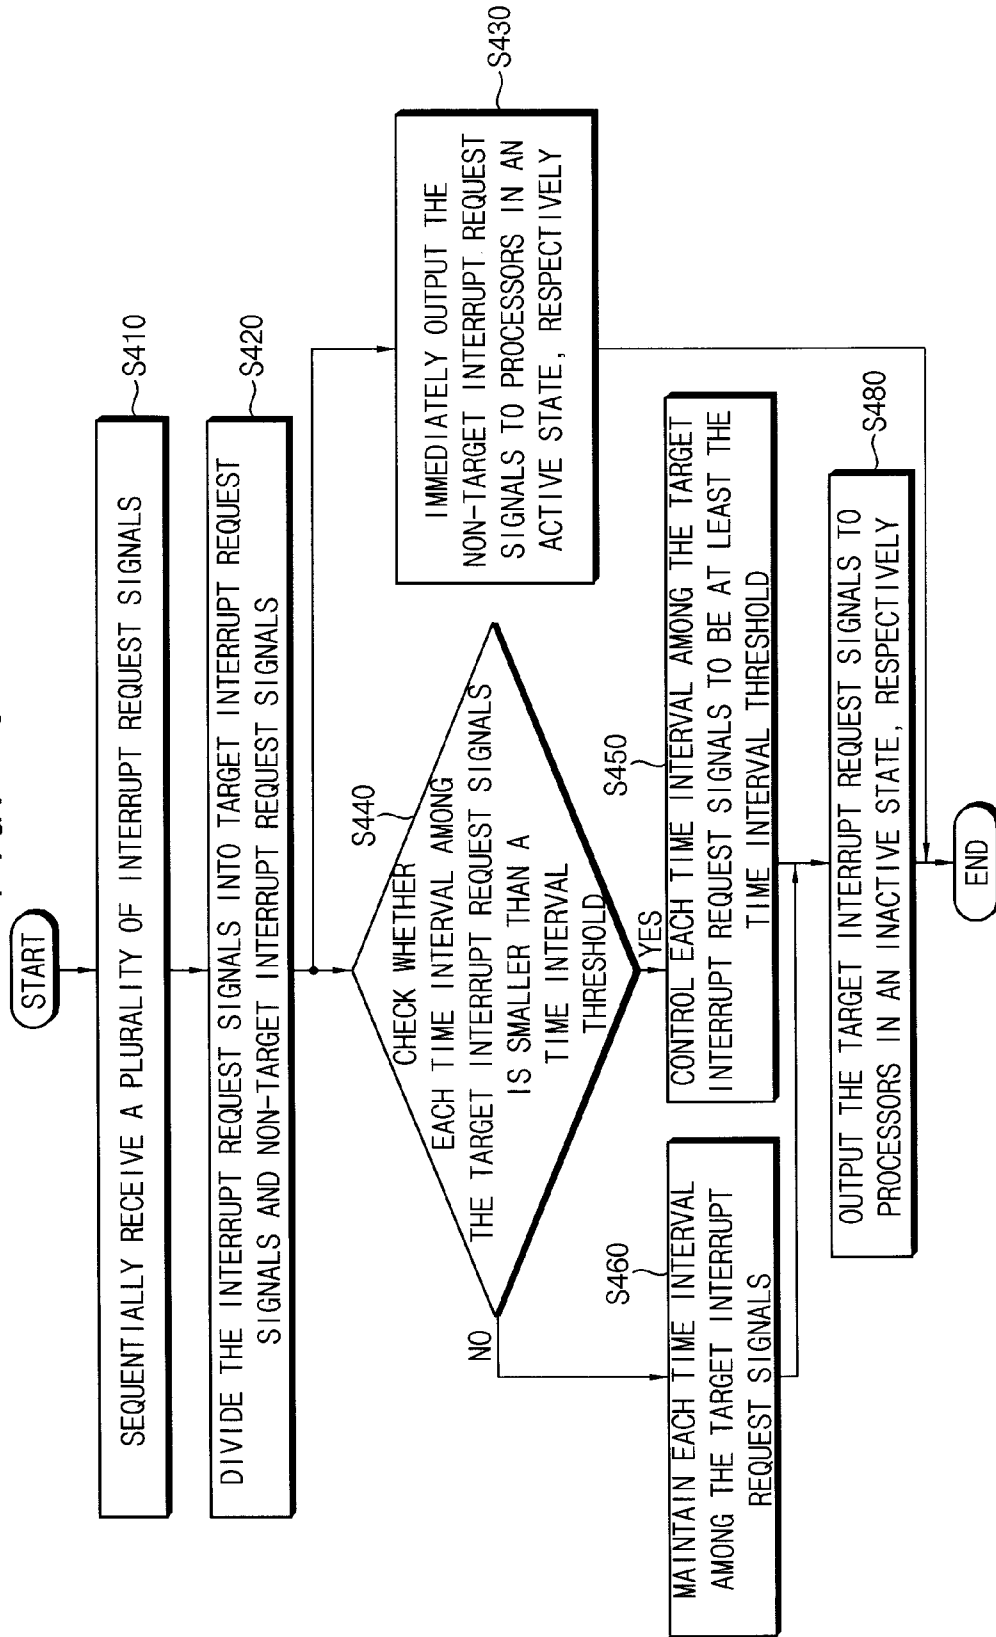 START
SEQUENTIALLY RECEIVE A PLURALITY OF INTERRUPT REQUEST SIGNALS
S410
DIVIDE THE INTERRUPT REQUEST SIGNALS INTO TARGET INTERRUPT REQUEST
SIGNALS AND NON-TARGET INTERRUPT REQUEST SIGNALS
S420
IMMEDIATELY OUTPUT THE
NON-TARGET INTERRUPT REQUEST
SIGNALS TO PROCESSORS IN AN
ACTIVE STATE, RESPECTIVELY
S430
S440
CHECK WHETHER
EACH TIME INTERVAL AMONG
THE TARGET INTERRUPT REQUEST SIGNALS
IS SMALLER THAN A
TIME INTERVAL
THRESHOLD
NO
YES
S450
CONTROL EACH TIME INTERVAL AMONG THE TARGET
INTERRUPT REQUEST SIGNALS TO BE AT LEAST THE
TIME INTERVAL THRESHOLD
S460
MAINTAIN EACH TIME INTERVAL
AMONG THE TARGET INTERRUPT
REQUEST SIGNALS
OUTPUT THE TARGET INTERRUPT REQUEST SIGNALS TO
PROCESSORS IN AN INACTIVE STATE, RESPECTIVELY
S480
END